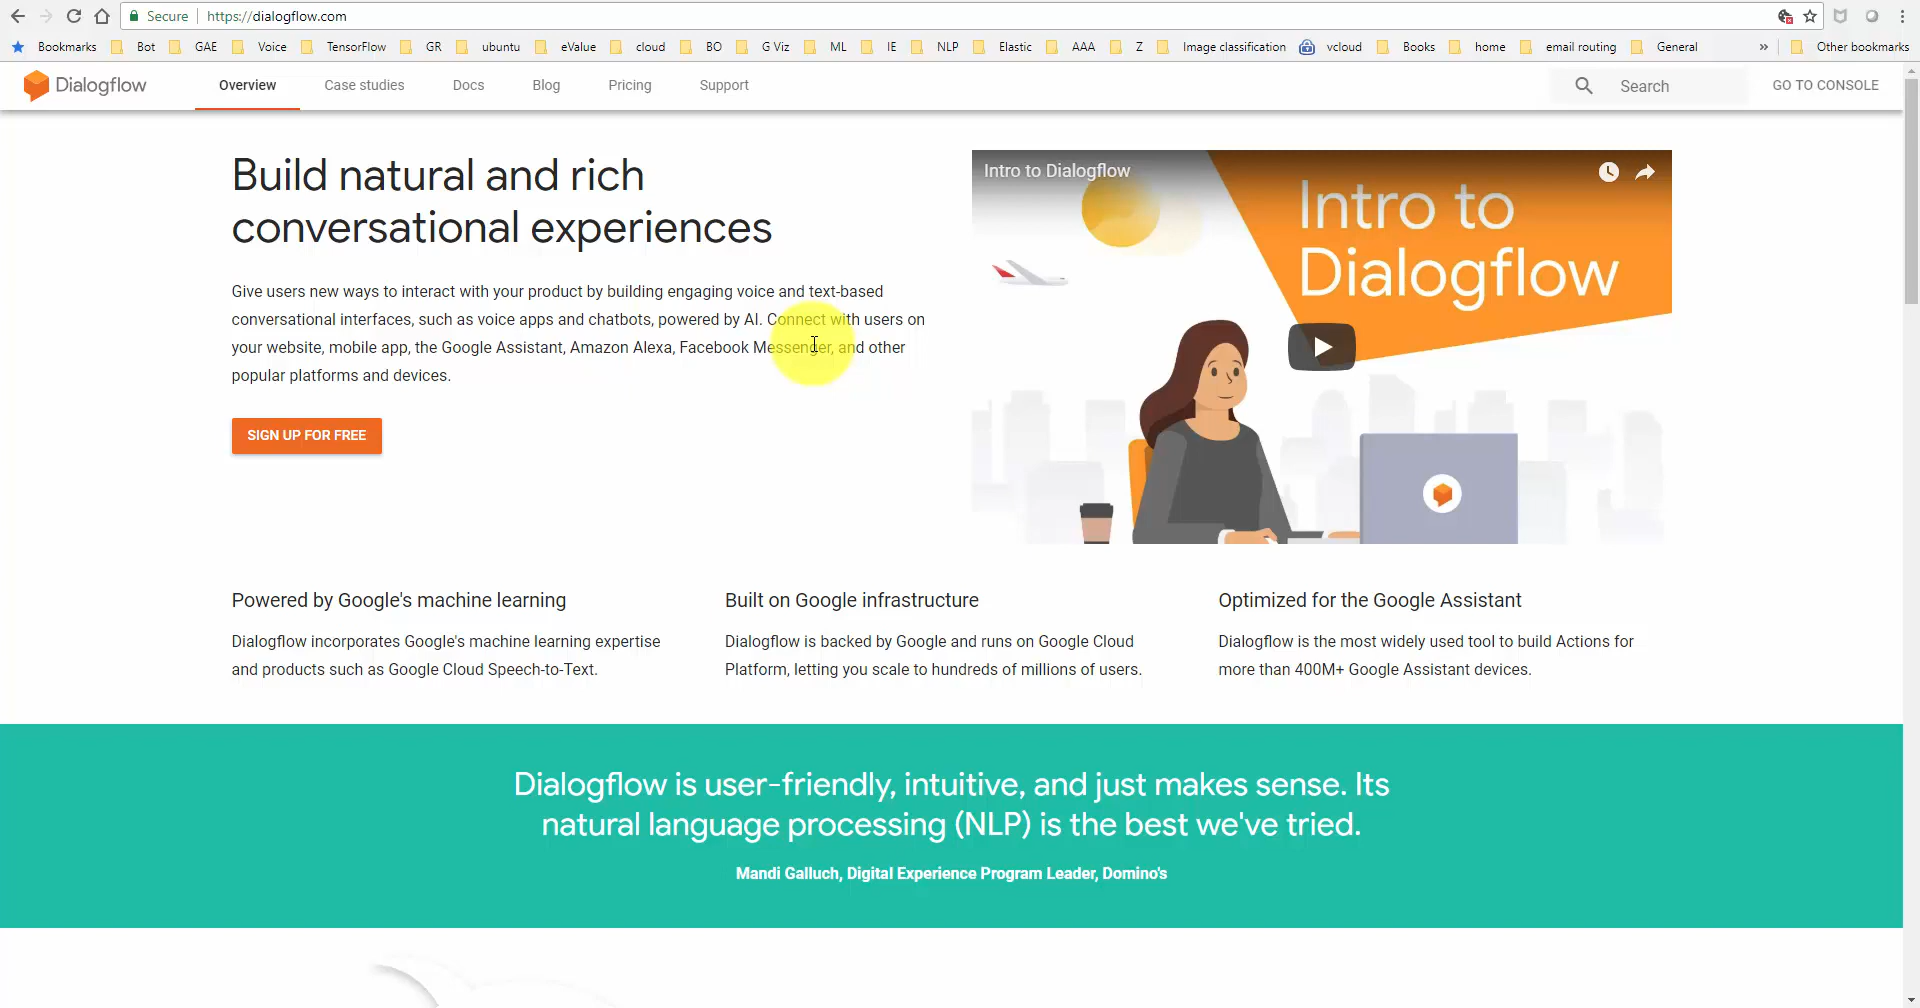 Secure
https://dialogflow.com
Bookmarks Bot GAE Voice TensorFlow GR ubuntu eValue cloud BO G Viz ML IE NLP Elastic AAA Z Image classification vcloud Books home email routing General » Other bookmarks
Dialogflow Overview Case studies Docs Blog Pricing Support Search GO TO CONSOLE
Build natural and rich
conversational experiences
Give users new ways to interact with your product by building engaging voice and text-based
conversational interfaces, such as voice apps and chatbots, powered by AI. Connect with users on
your website, mobile app, the Google Assistant, Amazon Alexa, Facebook Messenger, and other
popular platforms and devices.
SIGN UP FOR FREE
Intro to Dialogflow
Intro to
Dialogflow
Powered by Google's machine learning
Dialogflow incorporates Google's machine learning expertise
and products such as Google Cloud Speech-to-Text.
Built on Google infrastructure
Dialogflow is backed by Google and runs on Google Cloud
Platform, letting you scale to hundreds of millions of users.
Optimized for the Google Assistant
Dialogflow is the most widely used tool to build Actions for
more than 400M+ Google Assistant devices.
Dialogflow is user-friendly, intuitive, and just makes sense. Its
natural language processing (NLP) is the best we've tried.
Mandi Galluch, Digital Experience Program Leader, Domino's